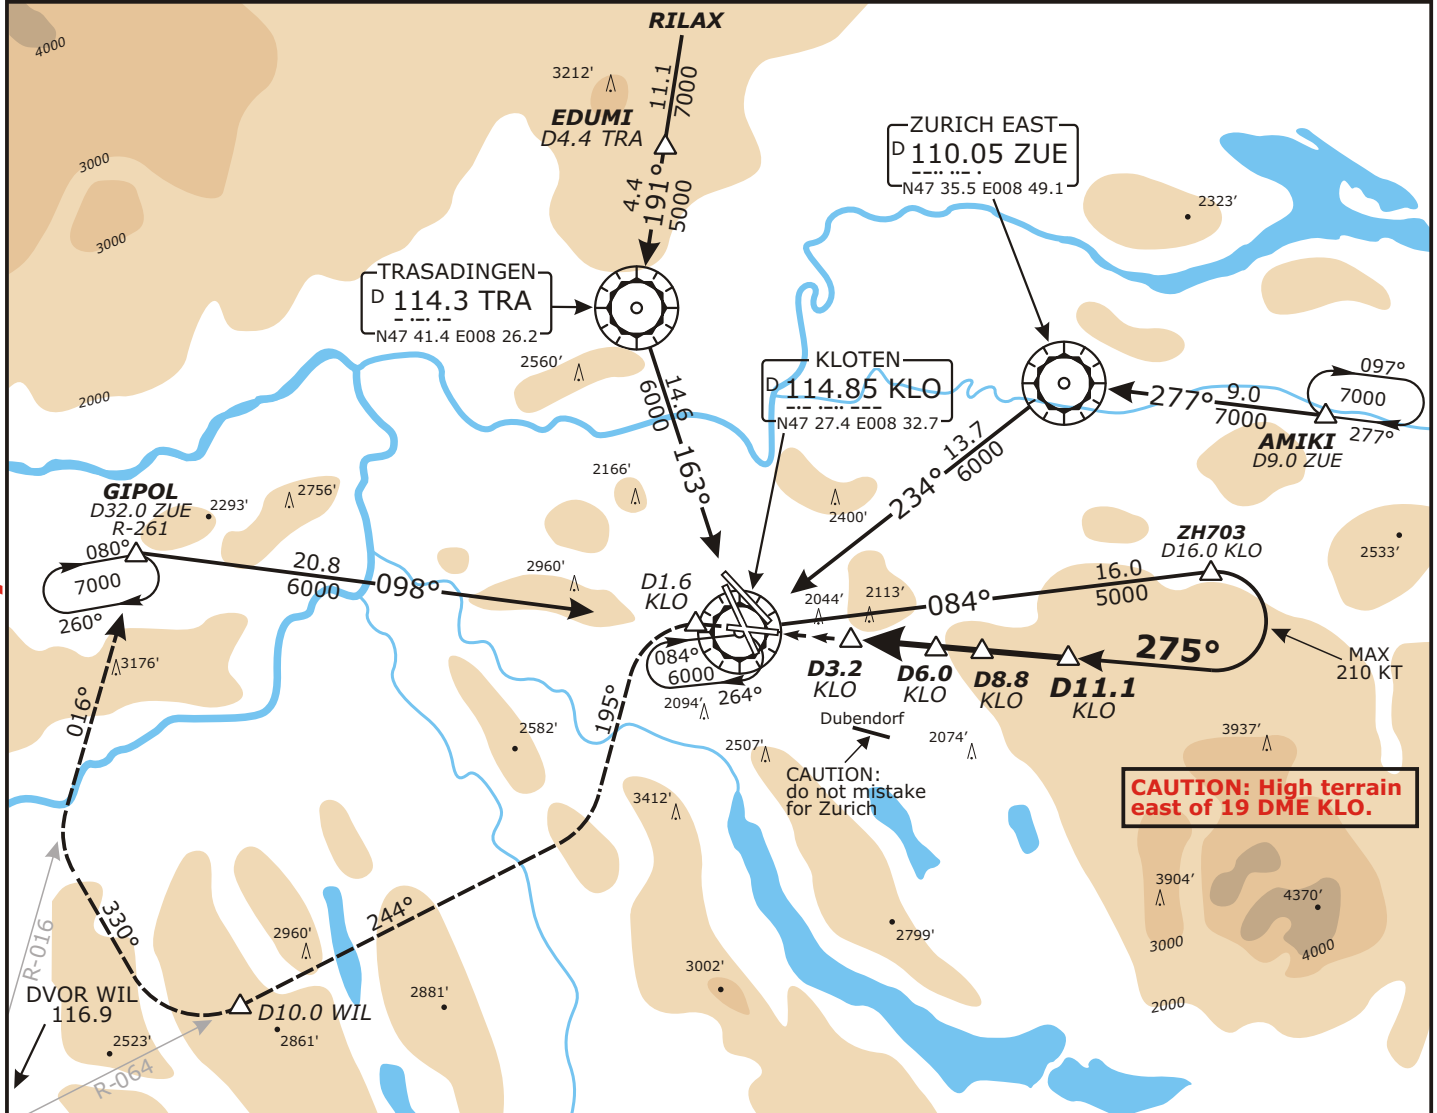 RILAX
11.1
7000
4000
3212'
EDUMI
D4.4 TRA
4.4
191°
5000
3000
3000
2000
ZURICH EAST
D 110.05 ZUE
N47 35.5 E008 49.1
2323'
TRASADINGEN
D 114.3 TRA
N47 41.4 E008 26.2
2560'
14.6
6000
163°
KLOTEN
D 114.85 KLO
N47 27.4 E008 32.7
13.7
6000
234°
097°
7000
277°
9.0
7000
277°
AMIKI
D9.0 ZUE
GIPOL
D32.0 ZUE
R-261
2293'
2756'
2166'
2400'
080°
7000
260°
20.8
6000
098°
2960'
D1.6
KLO
2044'
2113'
084°
16.0
5000
ZH703
D16.0 KLO
2533'
MAX
210 KT
275°
084°
6000
264°
D3.2
KLO
D6.0
KLO
D8.8
KLO
D11.1
KLO
3176'
016°
195°
2094'
2582'
2507'
Dubendorf
2074'
3937'
CAUTION:
do not mistake
for Zurich
CAUTION: High terrain
east of 19 DME KLO.
3412'
330°
244°
2960'
3904'
4370'
3000
4000
2000
2799'
3002'
2881'
R-016
DVOR WIL
116.9
D10.0 WIL
2861'
2523'
R-064